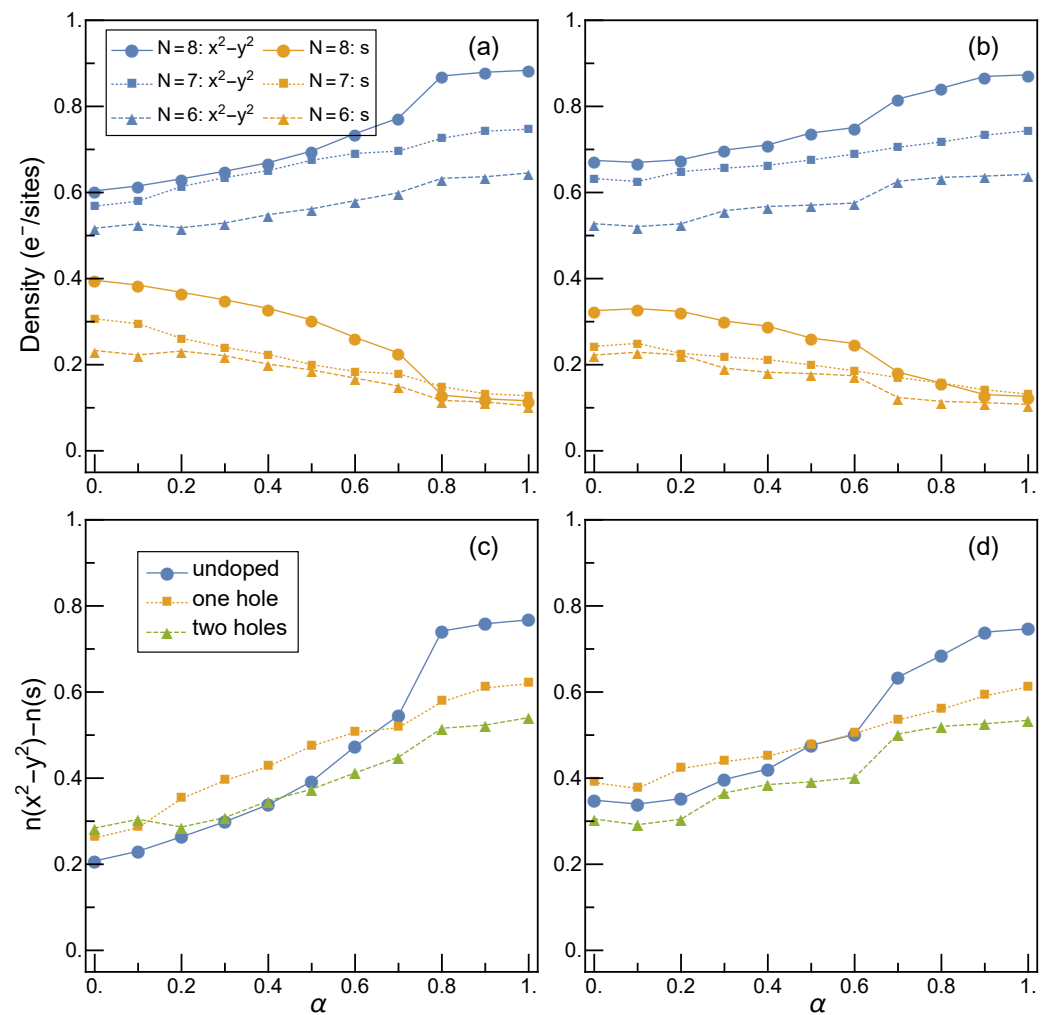 (a)
N=8: x²−y² N=8: s
N=7: x²−y² N=7: s
N=6: x²−y² N=6: s
Density (e⁻/sites)
1.
0.8
0.6
0.4
0.2
0.
0. 0.2 0.4 0.6 0.8 1.
(b)
1.
0.8
0.6
0.4
0.2
0.
0. 0.2 0.4 0.6 0.8 1.
(c)
undoped
one hole
two holes
n(x²−y²)−n(s)
1.
0.8
0.6
0.4
0.2
0.
0. 0.2 0.4 0.6 0.8 1.
α
(d)
1.
0.8
0.6
0.4
0.2
0.
0. 0.2 0.4 0.6 0.8 1.
α